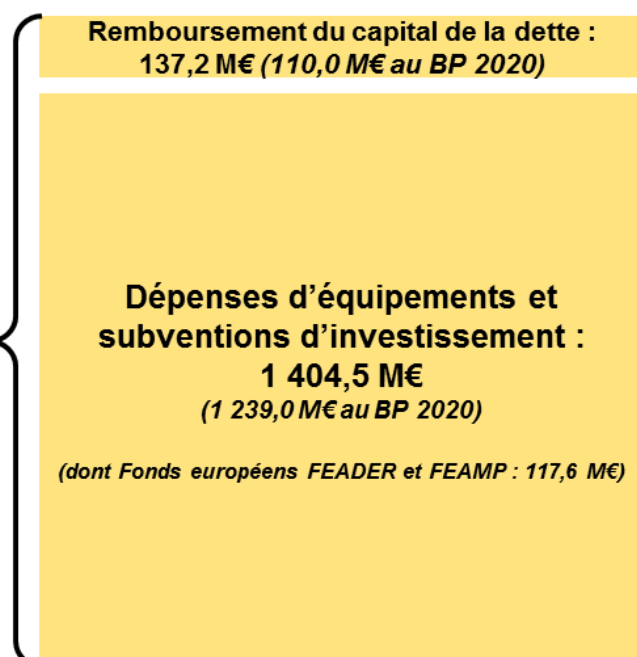 Remboursement du capital de la dette :
137,2 M€ (110,0 M€ au BP 2020)
Dépenses d'équipements et
subventions d'investissement :
1 404,5 M€
(1 239,0 M€ au BP 2020)
(dont Fonds européens FEADER et FEAMP : 117,6 M€)